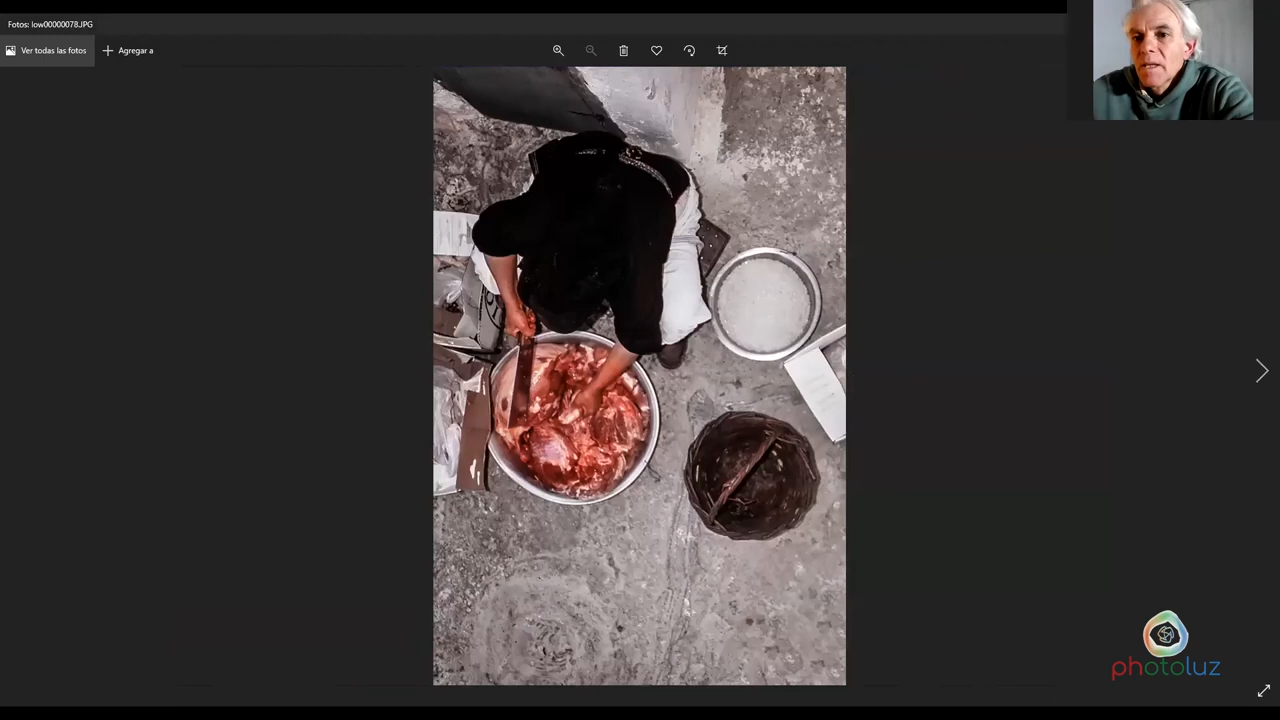 Fotos: low00000078.JPG
Ver todas las fotos
Agregar a
photoluz